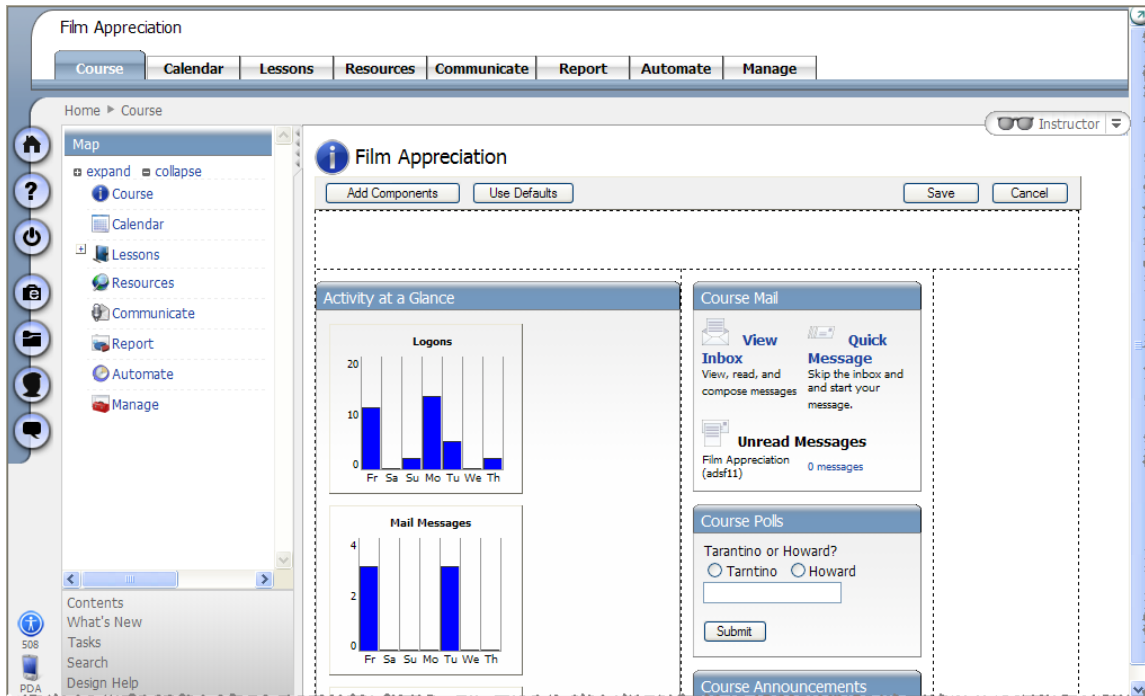 Film Appreciation
Course Calendar Lessons Resources Communicate Report Automate Manage
Home Course
Instructor
Map
expand collapse
Course
Calendar
Lessons
Resources
Communicate
Report
Automate
Manage
Contents
What's New
Tasks
Search
Design Help
508
PDA
Film Appreciation
Add Components Use Defaults Save Cancel
Activity at a Glance
Logons
20
10
0
Fr Sa Su Mo Tu We Th
Mail Messages
4
2
0
Fr Sa Su Mo Tu We Th
Course Mail
View
Inbox
View, read, and
compose messages
Quick
Message
Skip the inbox and
and start your
message.
Unread Messages
Film Appreciation
(adsf11)
0 messages
Course Polls
Tarantino or Howard?
Tarntino Howard
Submit
Course Announcements